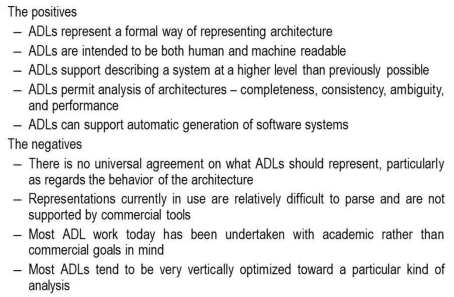 The positives
– ADLs represent a formal way of representing architecture
– ADLs are intended to be both human and machine readable
– ADLs support describing a system at a higher level than previously possible
– ADLs permit analysis of architectures – completeness, consistency, ambiguity,
and performance
– ADLs can support automatic generation of software systems
The negatives
– There is no universal agreement on what ADLs should represent, particularly
as regards the behavior of the architecture
– Representations currently in use are relatively difficult to parse and are not
supported by commercial tools
– Most ADL work today has been undertaken with academic rather than
commercial goals in mind
– Most ADLs tend to be very vertically optimized toward a particular kind of
analysis